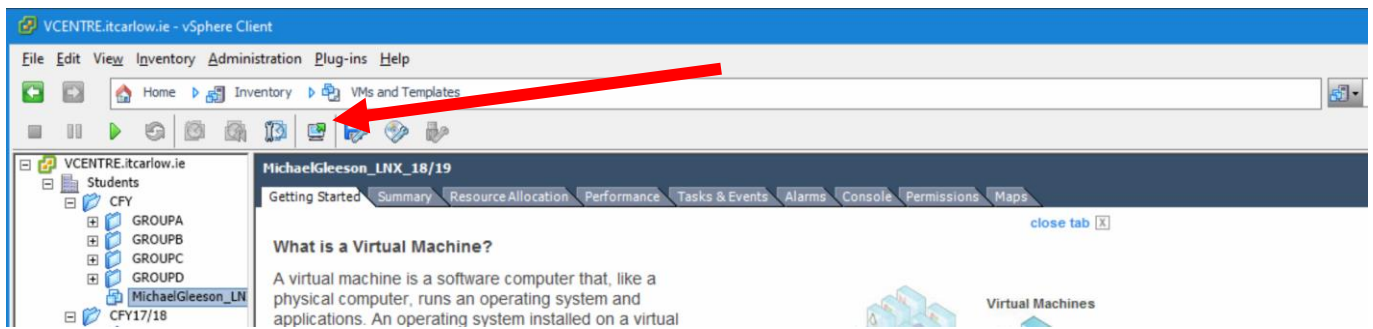 VCENTRE.itcarlow.ie - vSphere Client
File Edit View Inventory Administration Plug-ins Help
Home Inventory VMs and Templates
VCENTRE.itcarlow.ie
Students
CFY
GROUPA
GROUPB
GROUPC
GROUPD
MichaelGleeson_LN
CFY17/18
MichaelGleeson_LNX_18/19
Getting Started Summary Resource Allocation Performance Tasks & Events Alarms Console Permissions Maps
close tab X
What is a Virtual Machine?
A virtual machine is a software computer that, like a
physical computer, runs an operating system and
applications. An operating system installed on a virtual
Virtual Machines